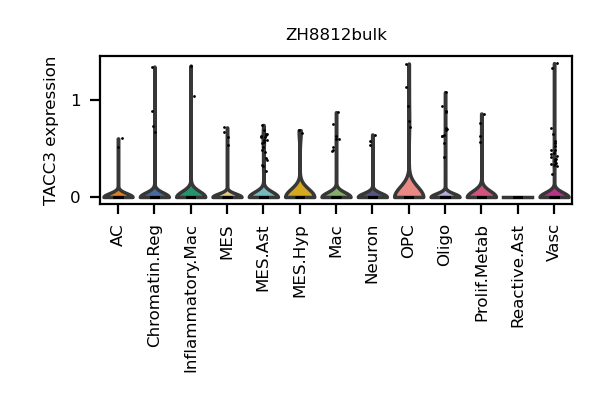 ZH8812bulk
TACC3 expression
1
0
AC
Chromatin.Reg
Inflammatory.Mac
MES
MES.Ast
MES.Hyp
Mac
Neuron
OPC
Oligo
Prolif.Metab
Reactive.Ast
Vasc